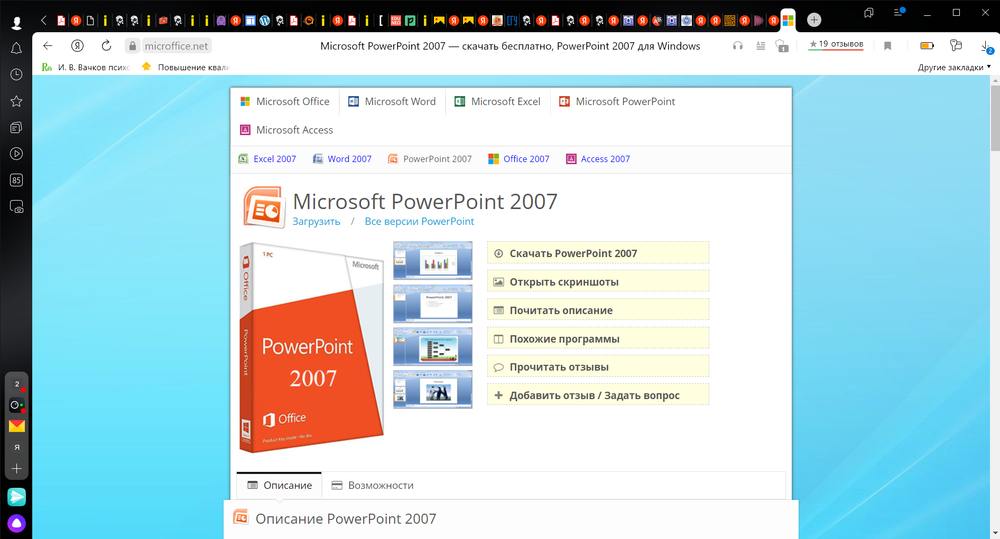 microffice.net
Microsoft PowerPoint 2007 — скачать бесплатно, PowerPoint 2007 для Windows
1
19 отзывов
2
И. В. Вачков
Повышение
Другие закладки
Microsoft Office
Microsoft Word
Microsoft Excel
Microsoft PowerPoint
Microsoft Access
Excel 2007
Word 2007
PowerPoint 2007
Office 2007
Access 2007
Microsoft PowerPoint 2007
Загрузить / Все версии PowerPoint
1 PC
Microsoft
Office
PowerPoint
PowerPoint
2007
Office
Product Key inside - No disc
PowerPoint 2007
Скачать PowerPoint 2007
Открыть скриншоты
Почитать описание
Похожие программы
Прочитать отзывы
Добавить отзыв / Задать вопрос
Описание
Возможности
Описание PowerPoint 2007
85
2
Я